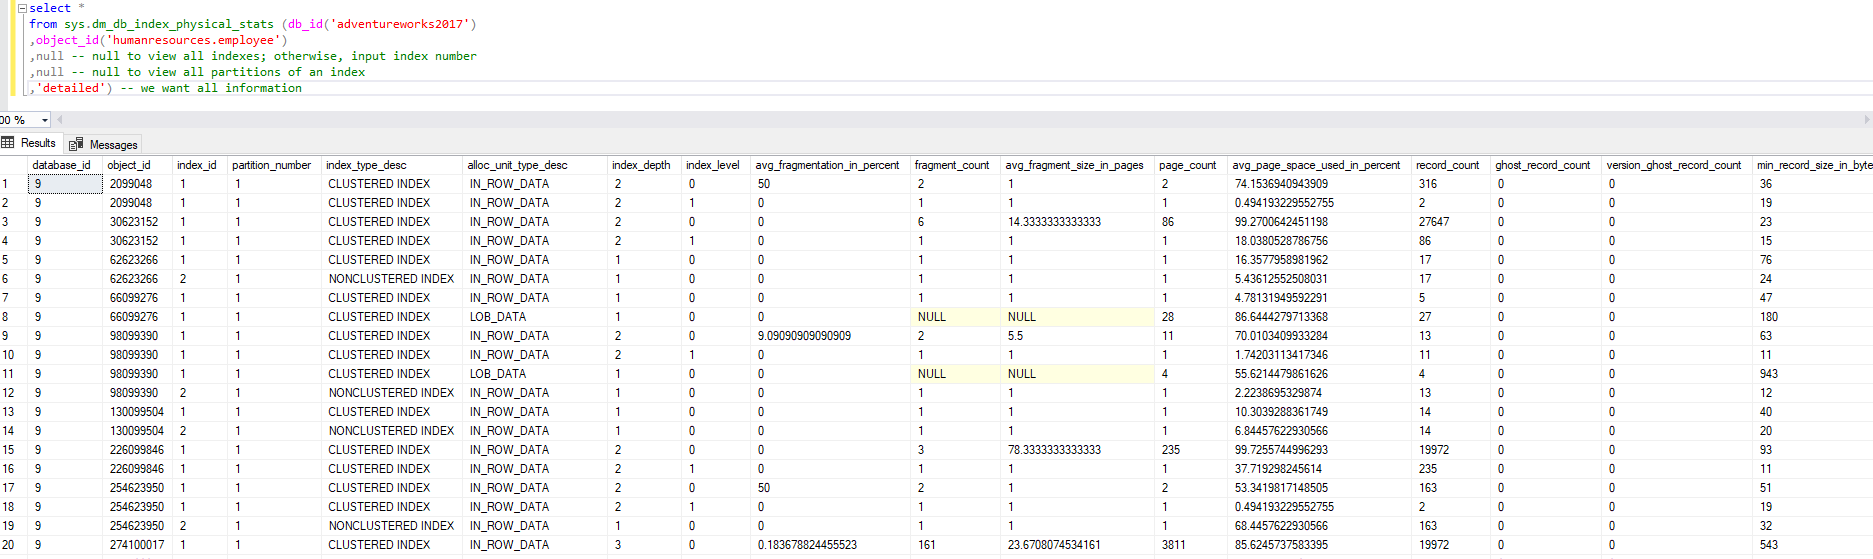 select *
from sys.dm_db_index_physical_stats (db_id('adventureworks2017')
,object_id('humanresources.employee')
,null -- null to view all indexes; otherwise, input index number
,null -- null to view all partitions of an index
,'detailed') -- we want all information
00 %
Results Messages
database_id object_id index_id partition_number index_type_desc alloc_unit_type_desc index_depth index_level avg_fragmentation_in_percent fragment_count avg_fragment_size_in_pages page_count avg_page_space_used_in_percent record_count ghost_record_count version_ghost_record_count min_record_size_in_byte
1 9 2099048 1 1 CLUSTERED INDEX IN_ROW_DATA 2 0 50 2 1 2 74.1536940943909 316 0 0 36
2 9 2099048 1 1 CLUSTERED INDEX IN_ROW_DATA 2 1 0 1 1 1 0.494193229552755 2 0 0 19
3 9 30623152 1 1 CLUSTERED INDEX IN_ROW_DATA 2 0 0 6 14.3333333333333 86 99.2700642451198 27647 0 0 23
4 9 30623152 1 1 CLUSTERED INDEX IN_ROW_DATA 2 1 0 1 1 1 18.0380528786756 86 0 0 15
5 9 62623266 1 1 CLUSTERED INDEX IN_ROW_DATA 1 0 0 1 1 1 16.3577958981962 17 0 0 76
6 9 62623266 2 1 NONCLUSTERED INDEX IN_ROW_DATA 1 0 0 1 1 1 5.43612552508031 17 0 0 24
7 9 66099276 1 1 CLUSTERED INDEX IN_ROW_DATA 1 0 0 1 1 1 4.78131949592291 5 0 0 47
8 9 66099276 1 1 CLUSTERED INDEX LOB_DATA 1 0 0 NULL NULL 28 86.6444279713368 27 0 0 180
9 9 98099390 1 1 CLUSTERED INDEX IN_ROW_DATA 2 0 9.09090909090909 2 5.5 11 70.0103409933284 13 0 0 63
10 9 98099390 1 1 CLUSTERED INDEX IN_ROW_DATA 2 1 0 1 1 1 1.74203113417346 11 0 0 11
11 9 98099390 1 1 CLUSTERED INDEX LOB_DATA 1 0 0 NULL NULL 4 55.6214479861626 4 0 0 943
12 9 98099390 2 1 NONCLUSTERED INDEX IN_ROW_DATA 1 0 0 1 1 1 2.2238695329874 13 0 0 12
13 9 130099504 1 1 CLUSTERED INDEX IN_ROW_DATA 1 0 0 1 1 1 10.3039288361749 14 0 0 40
14 9 130099504 2 1 NONCLUSTERED INDEX IN_ROW_DATA 1 0 0 1 1 1 6.84457622930566 14 0 0 20
15 9 226099846 1 1 CLUSTERED INDEX IN_ROW_DATA 2 0 0 3 78.3333333333333 235 99.7255744996293 19972 0 0 93
16 9 226099846 1 1 CLUSTERED INDEX IN_ROW_DATA 2 1 0 1 1 1 37.719298245614 235 0 0 11
17 9 254623950 1 1 CLUSTERED INDEX IN_ROW_DATA 2 0 50 2 1 2 53.3419817148505 163 0 0 51
18 9 254623950 1 1 CLUSTERED INDEX IN_ROW_DATA 2 1 0 1 1 1 0.494193229552755 2 0 0 19
19 9 254623950 2 1 NONCLUSTERED INDEX IN_ROW_DATA 1 0 0 1 1 1 68.4457622930566 163 0 0 32
20 9 274100017 1 1 CLUSTERED INDEX IN_ROW_DATA 3 0 0.183678824455523 161 23.6708074534161 3811 85.6245737583395 19972 0 0 543